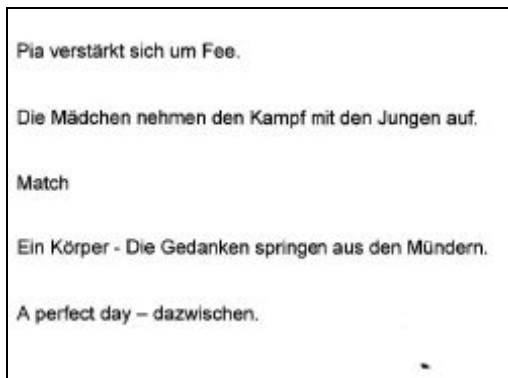 Pia verstärkt sich um Fee.
Die Mädchen nehmen den Kampf mit den Jungen auf.
Match
Ein Körper - Die Gedanken springen aus den Mündern.
A perfect day – dazwischen.